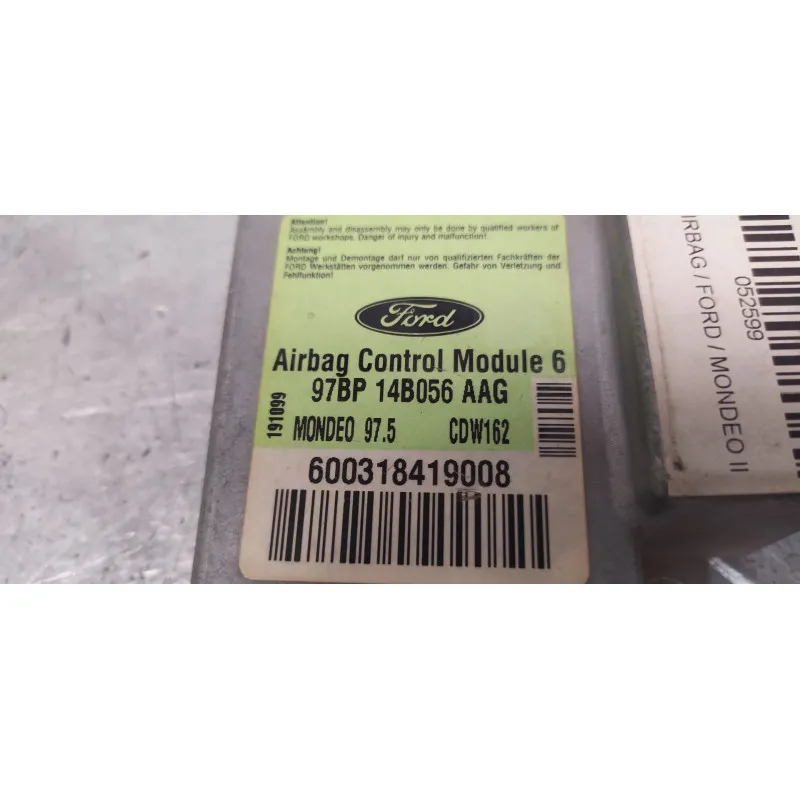 Attention!
Assembly and disassembly may only be done by qualified workers of
FORD workshops. Danger of injury and malfunction!
Achtung!
Montage und Demontage darf nur von qualifizierten Fachkräften der
FORD Werkstätten vorgenommen werden. Gefahr von Verletzung und
Fehlfunktion!
Ford
Airbag Control Module 6
97BP 14B056 AAG
191099
MONDEO 97.5 CDW162
600318419008
052599
IRBAG / FORD / MONDEO II